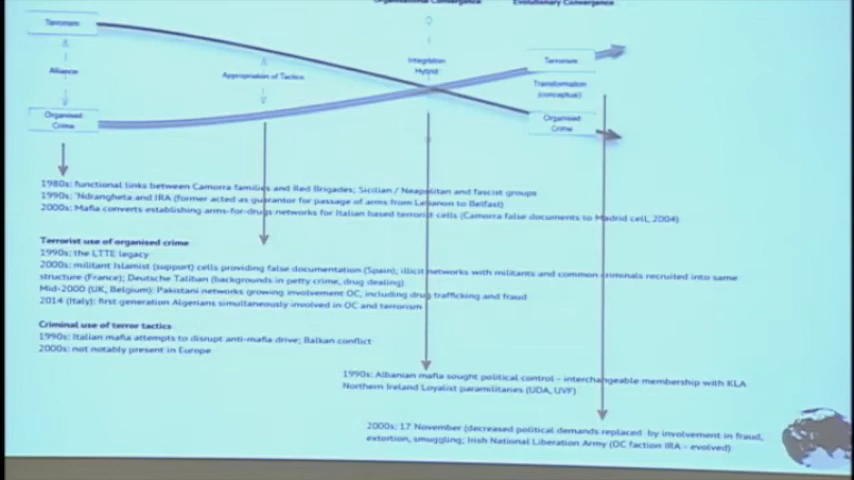 Organisational Convergence Evolutionary Convergence
Terrorism
Alliance
Organised
Crime
Appropriation of Tactics
Integration
Hybrid
Terrorism
Transformation
(conceptual)
Organised
Crime
1980s: functional links between Camorra families and Red Brigades; Sicilian / Neapolitan and fascist groups
1990s: 'Ndrangheta and IRA (former acted as guarantor for passage of arms from Lebanon to Belfast)
2000s: Mafia converts establishing arms-for-drugs networks for Italian based terrorist cells (Camorra false documents to Madrid cell, 2004)
Terrorist use of organised crime
1990s: the LTTE legacy
2000s: militant Islamist (support) cells providing false documentation (Spain); illicit networks with militants and common criminals recruited into same
structure (France); Deutsche Taliban (backgrounds in petty crime, drug dealing)
Mid-2000 (UK, Belgium): Pakistani networks growing involvement OC, including drug trafficking and fraud
2014 (Italy): first generation Algerians simultaneously involved in OC and terrorism
Criminal use of terror tactics
1990s: Italian mafia attempts to disrupt anti-mafia drive; Balkan conflict
2000s: not notably present in Europe
1990s: Albanian mafia sought political control – interchangeable membership with KLA
Northern Ireland Loyalist paramilitaries (UDA, UVF)
2000s: 17 November (decreased political demands replaced by involvement in fraud,
extortion, smuggling; Irish National Liberation Army (OC faction IRA – evolved)